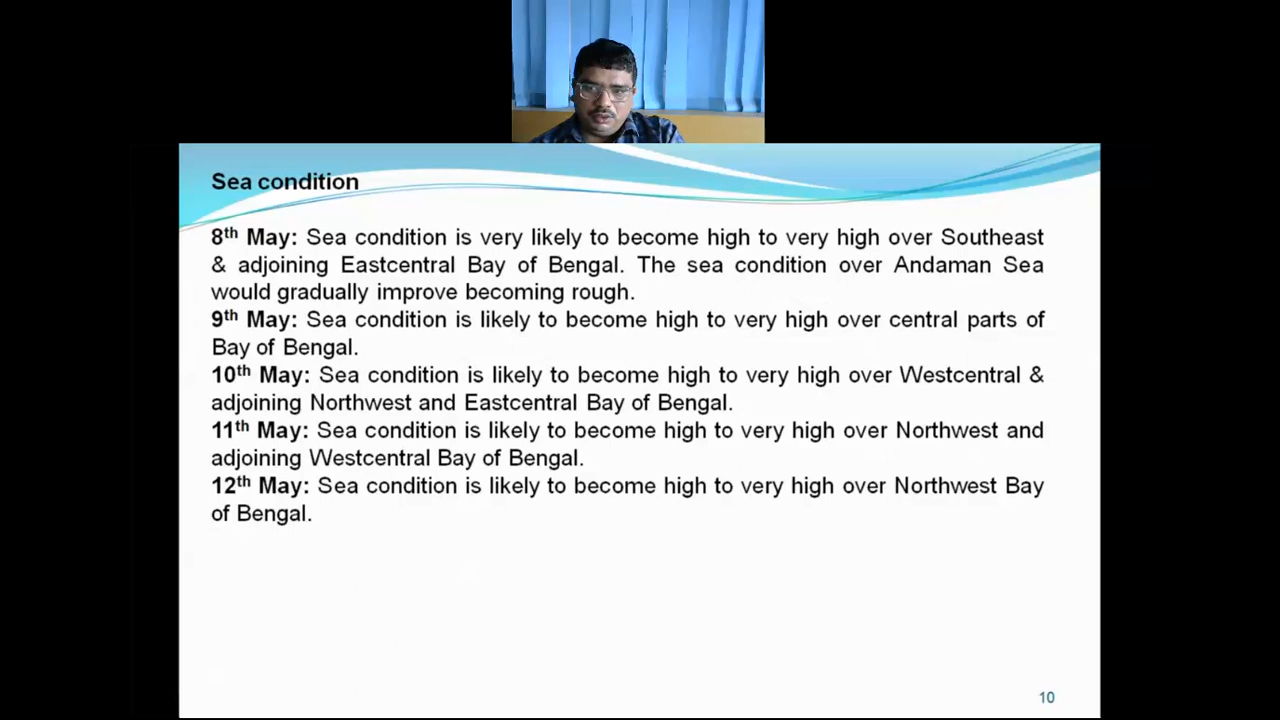 Sea condition
8th May: Sea condition is very likely to become high to very high over Southeast
& adjoining Eastcentral Bay of Bengal. The sea condition over Andaman Sea
would gradually improve becoming rough.
9th May: Sea condition is likely to become high to very high over central parts of
Bay of Bengal.
10th May: Sea condition is likely to become high to very high over Westcentral &
adjoining Northwest and Eastcentral Bay of Bengal.
11th May: Sea condition is likely to become high to very high over Northwest and
adjoining Westcentral Bay of Bengal.
12th May: Sea condition is likely to become high to very high over Northwest Bay
of Bengal.
10